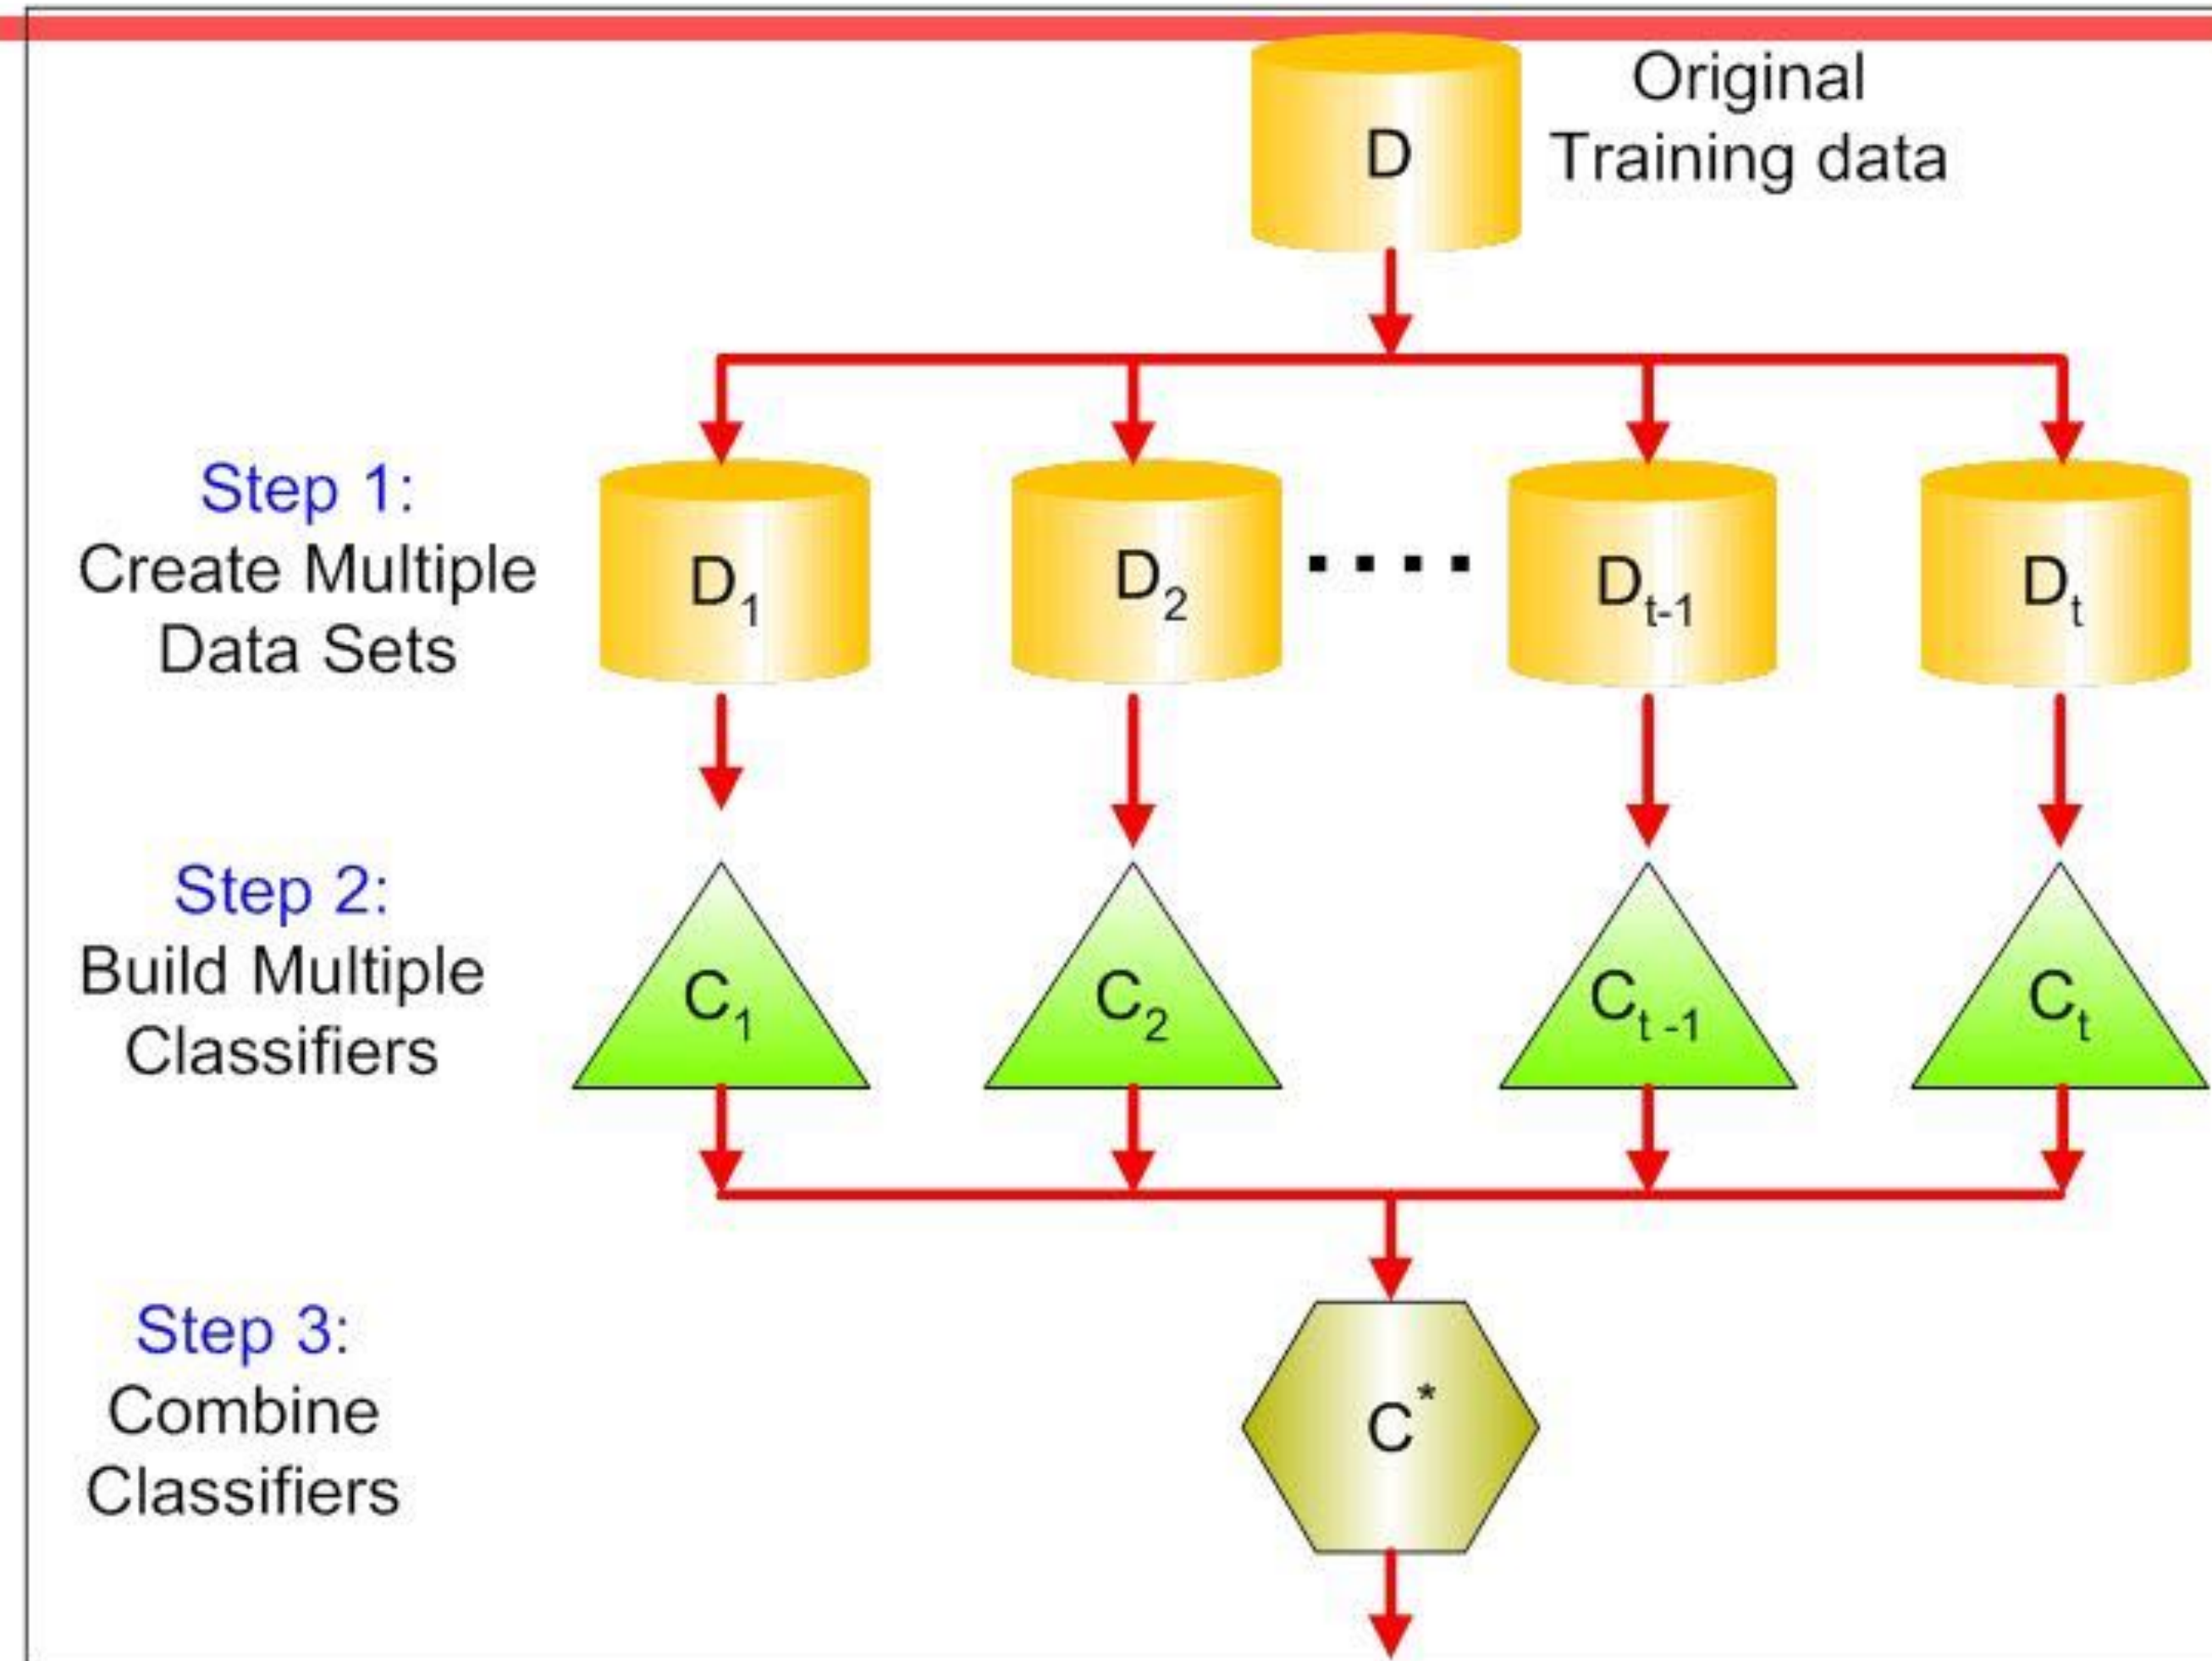 Original
Training data
D
Step 1:
Create Multiple
Data Sets
D₁
D₂
....
Dₜ₋₁
Dₜ
Step 2:
Build Multiple
Classifiers
C₁
C₂
Cₜ ₋₁
Cₜ
Step 3:
Combine
Classifiers
C*